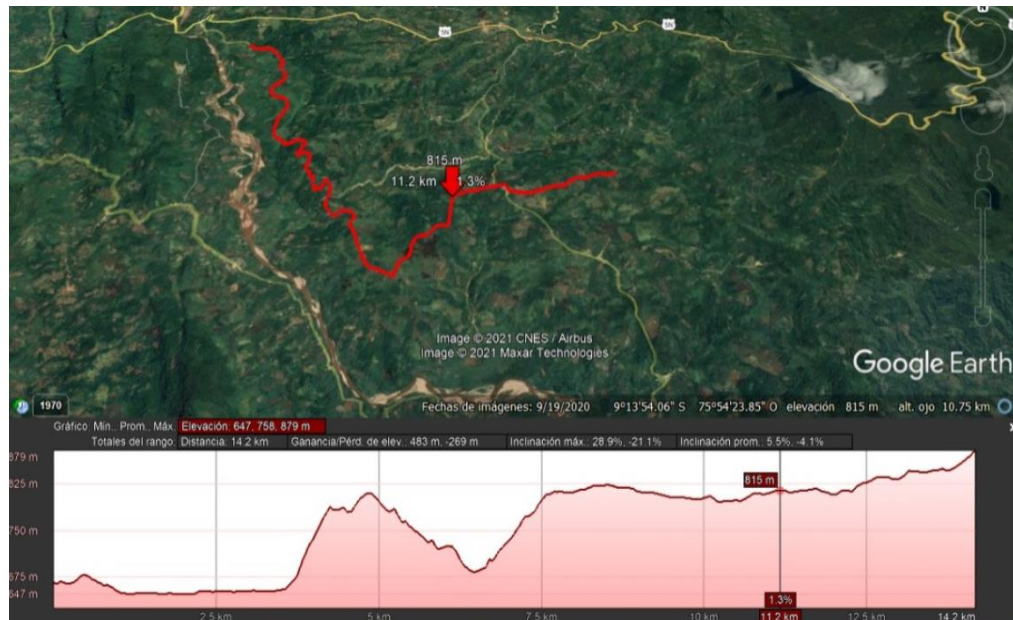 5N
5N
N
815 m
11.2 km 1.3%
Image © 2021 CNES / Airbus
Image © 2021 Maxar Technologies
Google Earth
1970
Fechas de imágenes: 9/19/2020 9°13'54.06" S 75°54'23.85" O elevación 815 m alt. ojo 10.75 km
Gráfico: Mín., Prom., Máx. Elevación: 647, 758, 879 m
Totales del rango: Distancia: 14.2 km Ganancia/Pérd. de elev.: 483 m, -269 m Inclinación máx.: 28.9%, -21.1% Inclinación prom.: 5.5%, -4.1%
879 m
825 m
815 m
750 m
675 m
647 m
1.3%
2.5 km 5 km 7.5 km 10 km 11.2 km 12.5 km 14.2 km